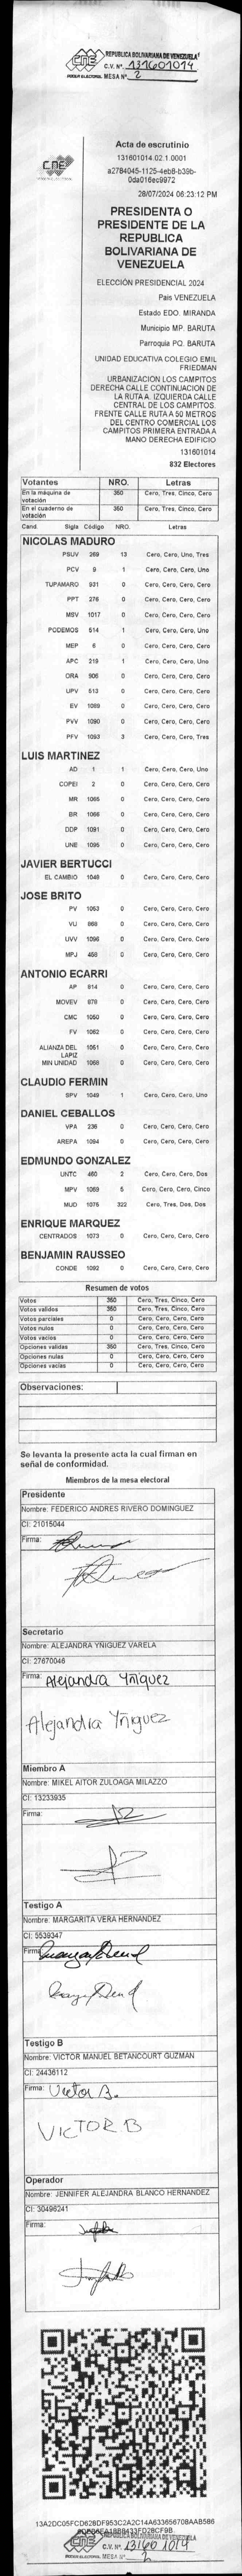 REPUBLICA BOLIVARIANA DE VENEZUELA
C.V. Nº. 131601014
PODER ELECTORAL MESA Nº 2
CNE
Acta de escrutinio
131601014.02.1.0001
a2784045-1125-4eb8-b39b-
0da016ec9972
28/07/2024 06:23:12 PM
PRESIDENTA O
PRESIDENTE DE LA
REPUBLICA
BOLIVARIANA DE
VENEZUELA
ELECCIÓN PRESIDENCIAL 2024
Pais VENEZUELA
Estado EDO. MIRANDA
Municipio MP. BARUTA
Parroquia PQ. BARUTA
UNIDAD EDUCATIVA COLEGIO EMIL
FRIEDMAN
URBANIZACION LOS CAMPITOS
DERECHA CALLE CONTINUACION DE
LA RUTA A. IZQUIERDA CALLE
CENTRAL DE LOS CAMPITOS.
FRENTE CALLE RUTA A 50 METROS
DEL CENTRO COMERCIAL LOS
CAMPITOS PRIMERA ENTRADA A
MANO DERECHA EDIFICIO
131601014
832 Electores
Votantes NRO. Letras
En la máquina de votación 350 Cero, Tres, Cinco, Cero
En el cuaderno de votación 350 Cero, Tres, Cinco, Cero
Cand. Sigla Código NRO. Letras
NICOLAS MADURO
PSUV 269 13 Cero, Cero, Uno, Tres
PCV 9 1 Cero, Cero, Cero, Uno
TUPAMARO 931 0 Cero, Cero, Cero, Cero
PPT 276 0 Cero, Cero, Cero, Cero
MSV 1017 0 Cero, Cero, Cero, Cero
PODEMOS 514 1 Cero, Cero, Cero, Uno
MEP 6 0 Cero, Cero, Cero, Cero
APC 219 1 Cero, Cero, Cero, Uno
ORA 906 0 Cero, Cero, Cero, Cero
UPV 513 0 Cero, Cero, Cero, Cero
EV 1089 0 Cero, Cero, Cero, Cero
PVV 1090 0 Cero, Cero, Cero, Cero
PFV 1093 3 Cero, Cero, Cero, Tres
LUIS MARTINEZ
AD 1 1 Cero, Cero, Cero, Uno
COPEI 2 0 Cero, Cero, Cero, Cero
MR 1065 0 Cero, Cero, Cero, Cero
BR 1066 0 Cero, Cero, Cero, Cero
DDP 1091 0 Cero, Cero, Cero, Cero
UNE 1095 0 Cero, Cero, Cero, Cero
JAVIER BERTUCCI
EL CAMBIO 1048 0 Cero, Cero, Cero, Cero
JOSE BRITO
PV 1053 0 Cero, Cero, Cero, Cero
VU 868 0 Cero, Cero, Cero, Cero
UVV 1096 0 Cero, Cero, Cero, Cero
MPJ 458 0 Cero, Cero, Cero, Cero
ANTONIO ECARRI
AP 814 0 Cero, Cero, Cero, Cero
MOVEV 979 0 Cero, Cero, Cero, Cero
CMC 1050 0 Cero, Cero, Cero, Cero
FV 1062 0 Cero, Cero, Cero, Cero
ALIANZA DEL LAPIZ 1051 0 Cero, Cero, Cero, Cero
MIN UNIDAD 1068 0 Cero, Cero, Cero, Cero
CLAUDIO FERMIN
SPV 1049 1 Cero, Cero, Cero, Uno
DANIEL CEBALLOS
VPA 236 0 Cero, Cero, Cero, Cero
AREPA 1094 0 Cero, Cero, Cero, Cero
EDMUNDO GONZALEZ
UNTC 460 2 Cero, Cero, Cero, Dos
MPV 1069 5 Cero, Cero, Cero, Cinco
MUD 1075 322 Cero, Tres, Dos, Dos
ENRIQUE MARQUEZ
CENTRADOS 1073 0 Cero, Cero, Cero, Cero
BENJAMIN RAUSSEO
CONDE 1092 0 Cero, Cero, Cero, Cero
Resumen de votos
Votos 350 Cero, Tres, Cinco, Cero
Votos validos 350 Cero, Tres, Cinco, Cero
Votos parciales 0 Cero, Cero, Cero, Cero
Votos nulos 0 Cero, Cero, Cero, Cero
Votos vacios 0 Cero, Cero, Cero, Cero
Opciones validas 350 Cero, Tres, Cinco, Cero
Opciones nulas 0 Cero, Cero, Cero, Cero
Opciones vacias 0 Cero, Cero, Cero, Cero
Observaciones:
Se levanta la presente acta la cual firman en
señal de conformidad.
Miembros de la mesa electoral
Presidente
Nombre: FEDERICO ANDRES RIVERO DOMINGUEZ
CI: 21015044
Firma:
Secretario
Nombre: ALEJANDRA YÑIGUEZ VARELA
CI: 27670046
Firma: Alejandra Yñiguez
Alejandra Yñiguez
Miembro A
Nombre: MIKEL AITOR ZULOAGA MILAZZO
CI: 13233935
Firma:
Testigo A
Nombre: MARGARITA VERA HERNANDEZ
CI: 5539347
Firma:
Testigo B
Nombre: VICTOR MANUEL BETANCOURT GUZMAN
CI: 24436112
Firma: Victor B.
VICTOR B
Operador
Nombre: JENNIFER ALEJANDRA BLANCO HERNANDEZ
CI: 30496241
Firma:
13A2DC05FCD628DF953C2A2C14A633656708AAB586
REPUBLICA BOLIVARIANA DE VENEZUELA
CNE C.V. Nº. 131601014
PODER ELECTORAL MESA Nº 2